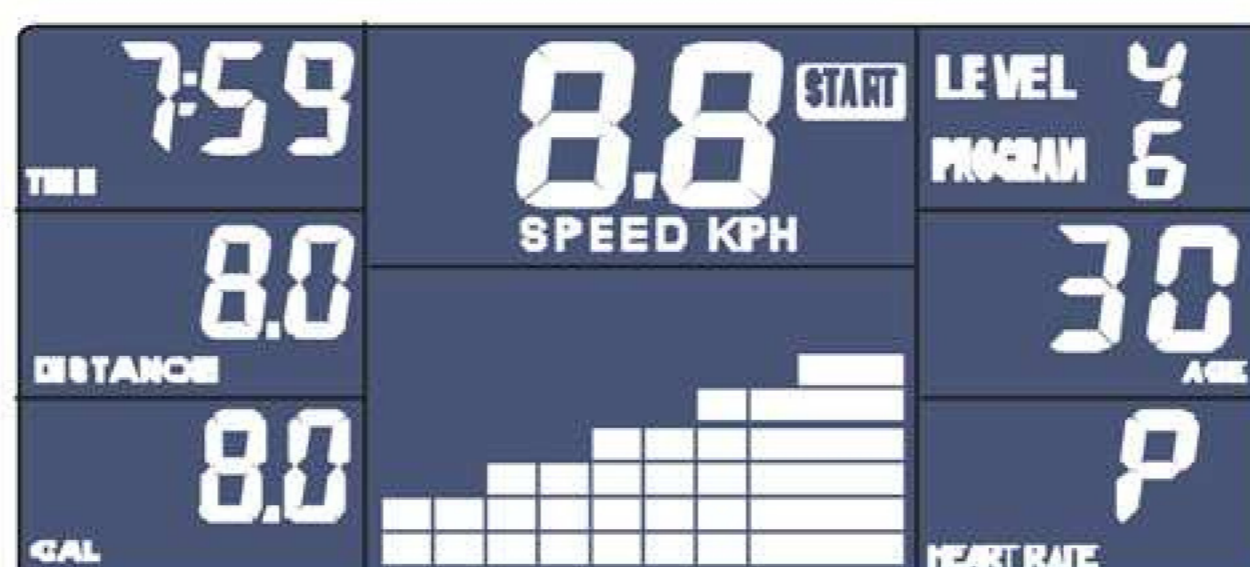 7:59
TIME
8.8 START
SPEED KPH
LEVEL 4
PROGRAM 6
8.0
DISTANCE
30
AGE
8.0
CAL
P
HEART RATE